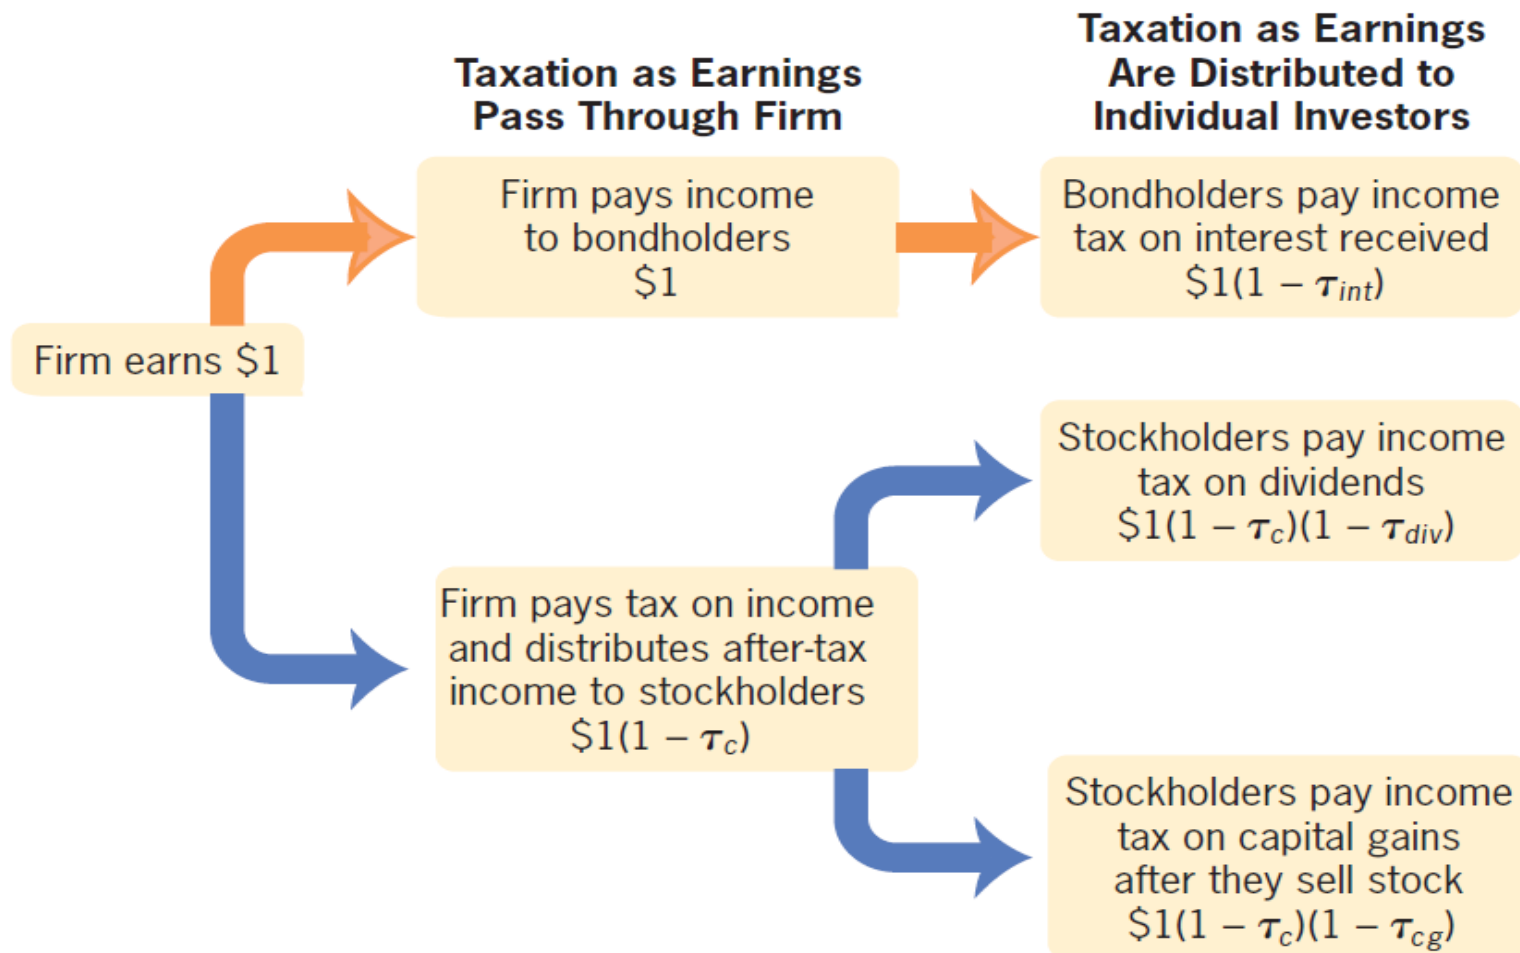 Taxation as Earnings
Pass Through Firm
Taxation as Earnings
Are Distributed to
Individual Investors
Firm earns $1
Firm pays income
to bondholders
$1
Bondholders pay income
tax on interest received
$1(1 – τint)
Firm pays tax on income
and distributes after-tax
income to stockholders
$1(1 – τc)
Stockholders pay income
tax on dividends
$1(1 – τc)(1 – τdiv)
Stockholders pay income
tax on capital gains
after they sell stock
$1(1 – τc)(1 – τcg)